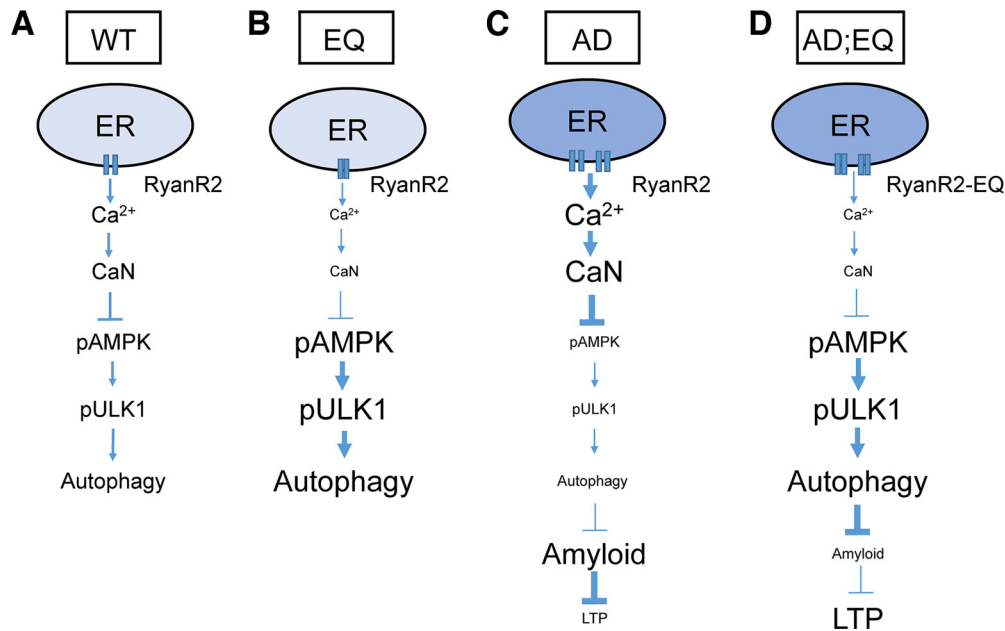 A
WT
ER
RyanR2
Ca²⁺
CaN
pAMPK
pULK1
Autophagy
B
EQ
ER
RyanR2
Ca²⁺
CaN
pAMPK
pULK1
Autophagy
C
AD
ER
RyanR2
Ca²⁺
CaN
pAMPK
pULK1
Autophagy
Amyloid
LTP
D
AD;EQ
ER
RyanR2-EQ
Ca²⁺
CaN
pAMPK
pULK1
Autophagy
Amyloid
LTP